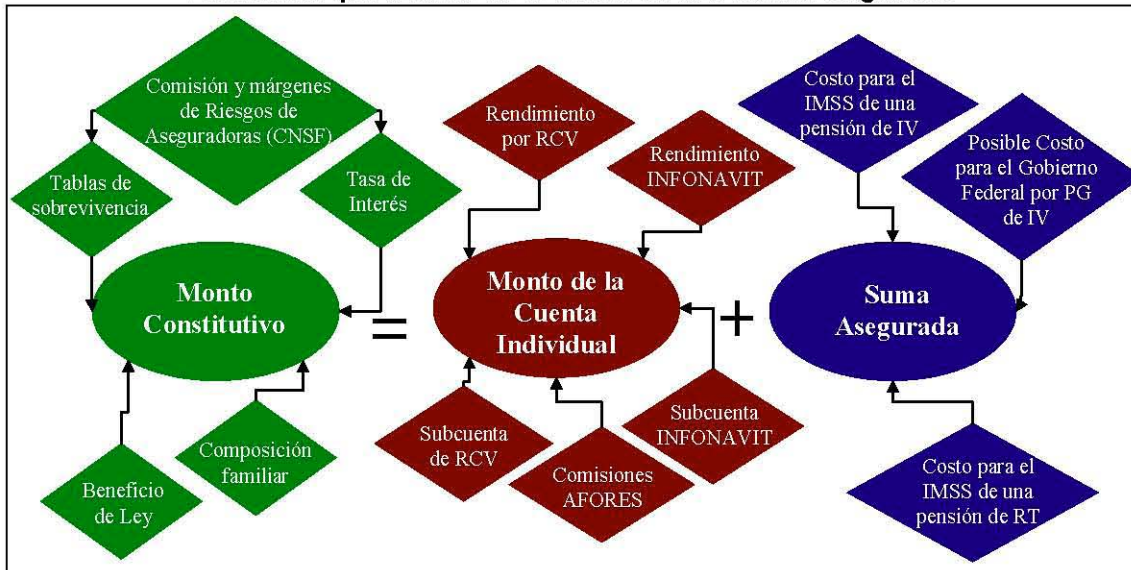 Comisión y márgenes
de Riesgos de
Aseguradoras (CNSF)
Tablas de
sobrevivencia
Tasa de
Interés
Monto
Constitutivo
Beneficio
de Ley
Composición
familiar
=
Rendimiento
por RCV
Rendimiento
INFONAVIT
Monto de la
Cuenta
Individual
Subcuenta
de RCV
Comisiones
AFORES
Subcuenta
INFONAVIT
+
Costo para el
IMSS de una
pensión de IV
Posible Costo
para el Gobierno
Federal por PG
de IV
Suma
Asegurada
Costo para el
IMSS de una
pensión de RT